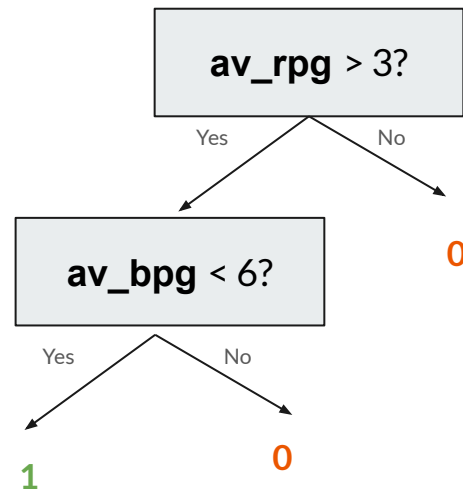 av_rpg > 3?
Yes
No
0
av_bpg < 6?
Yes
No
1
0